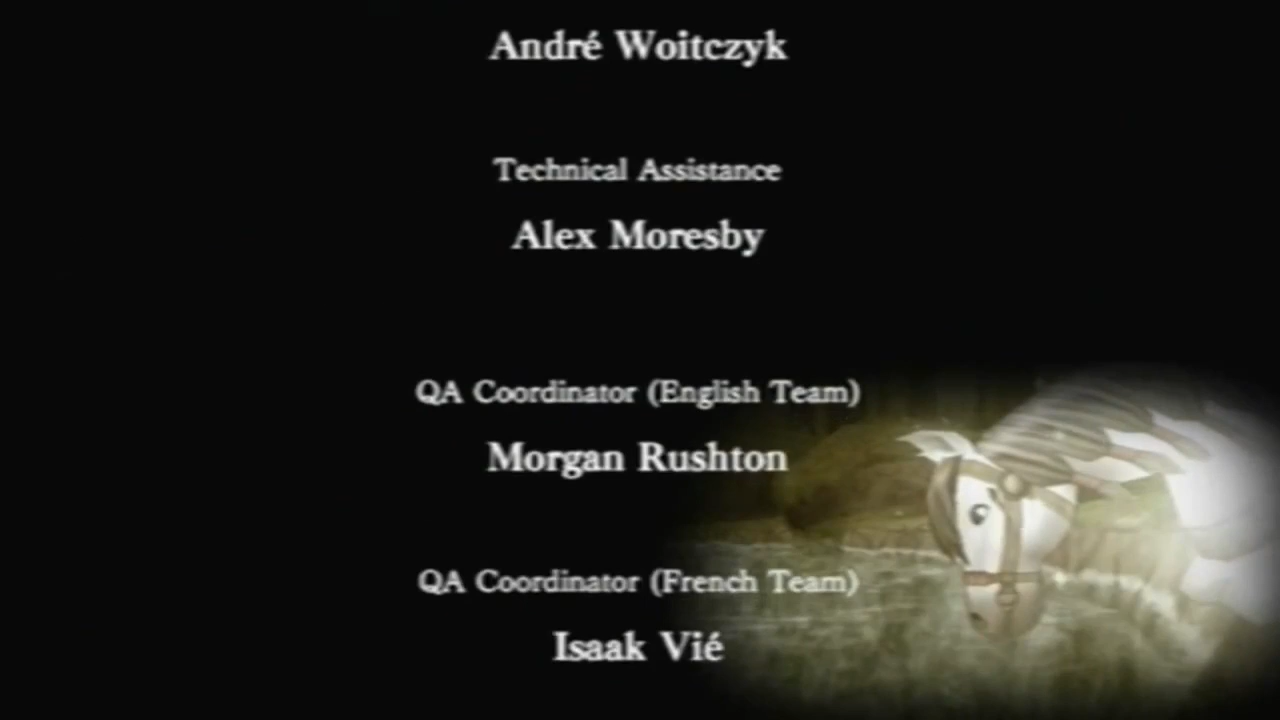 André Woitczyk
Technical Assistance
Alex Moresby
QA Coordinator (English Team)
Morgan Rushton
QA Coordinator (French Team)
Isaak Vié